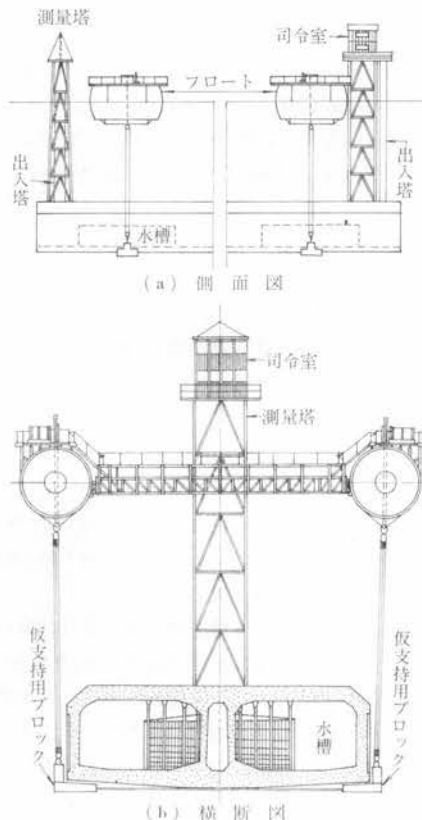 測量塔
司令室
フロート
出入塔
出入塔
水槽
(a) 側面図
司令室
測量塔
仮支持用ブロック
仮支持用ブロック
水槽
(b) 横断図